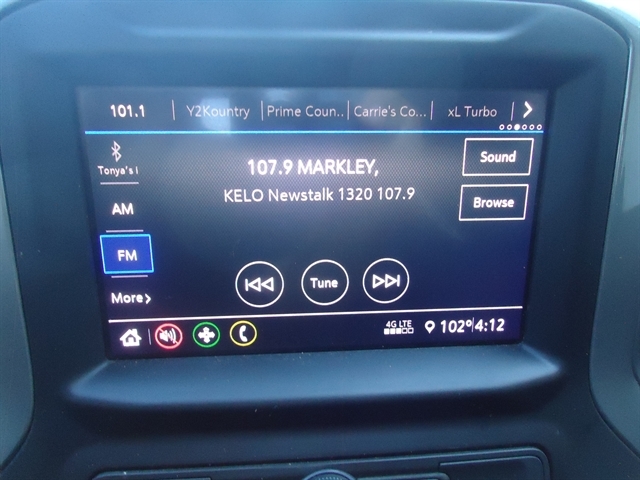 101.1 Y2Kountry Prime Coun.. Carrie's Co... xL Turbo
Tonya's I
107.9 MARKLEY,
KELO Newstalk 1320 107.9
Sound
Browse
AM
FM
More
Tune
4G LTE
102° 4:12